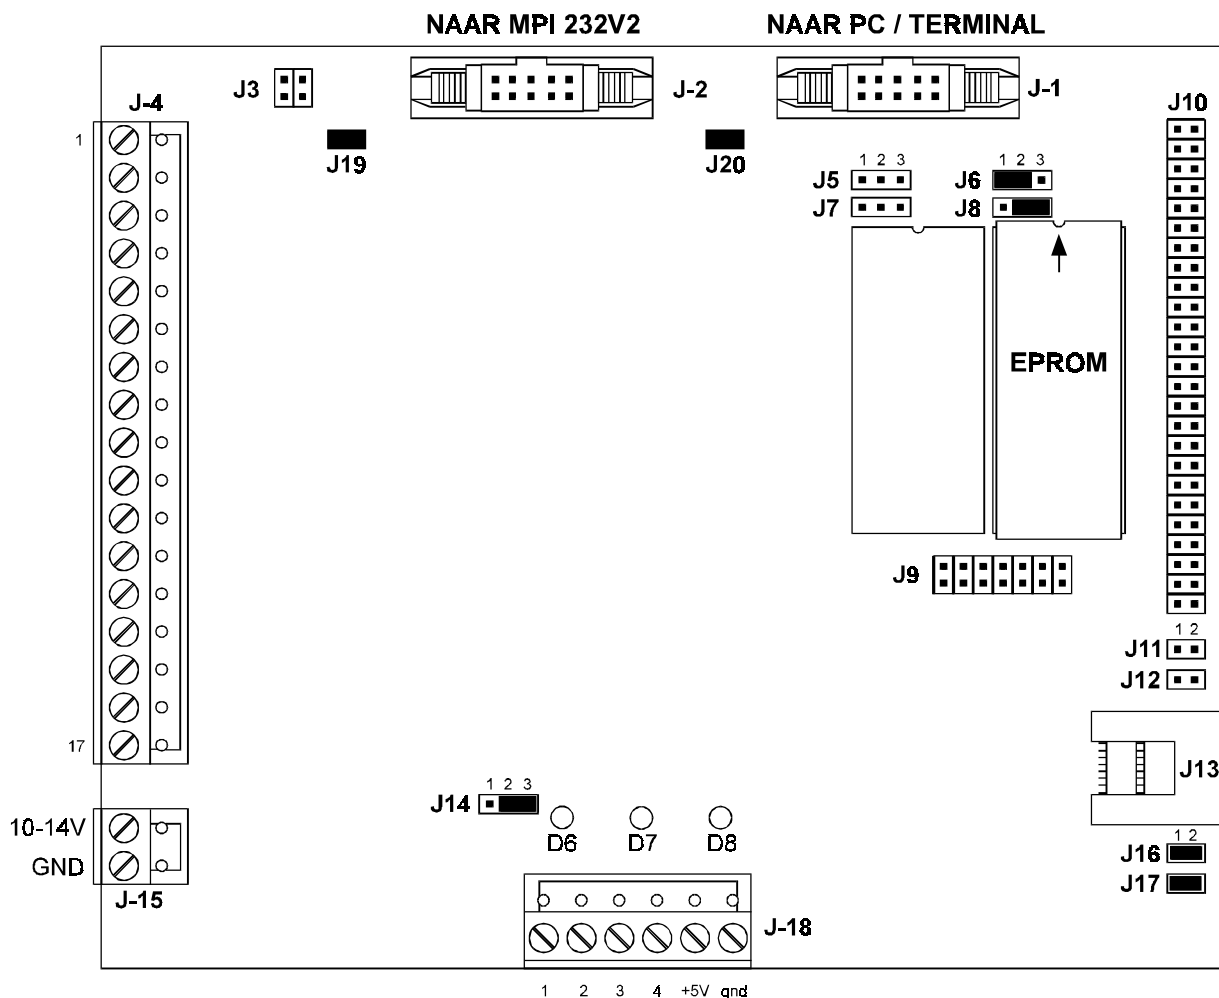 NAAR MPI 232V2 NAAR PC / TERMINAL
J3 J-2 J-1
J-4 J10
1
J19 J20
1 2 3 1 2 3
J5 J6
J7 J8
EPROM
J9
1 2
J11
J12
17
J13
1 2 3
J14
10-14V
D6 D7 D8
1 2
J16
GND
J17
J-15
J-18
1 2 3 4 +5V gnd